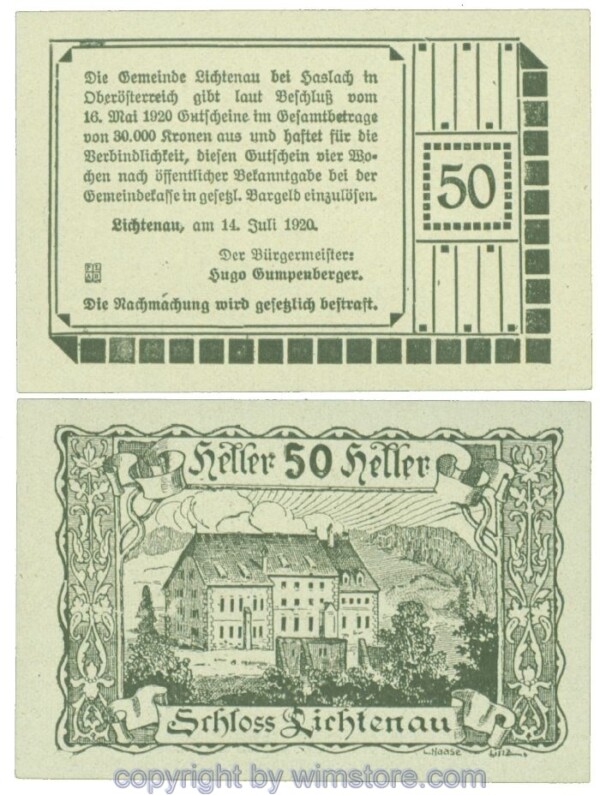 Die Gemeinde Lichtenau bei Haslach in
Oberösterreich gibt laut Beschluß vom
16. Mai 1920 Gutscheine im Gesamtbetrage
von 30.000 Kronen aus und haftet für die
Verbindlichkeit, diesen Gutschein vier Wo-
chen nach öffentlicher Bekanntgabe bei der
Gemeindekasse in gesetzl. Bargeld einzulösen.
Lichtenau, am 14. Juli 1920.
Der Bürgermeister:
Hugo Gumpenberger.
Die Nachmachung wird gesetzlich bestraft.
50
Heller 50 Heller
Schloss Lichtenau
L. Haase
copyright by wimstore.com